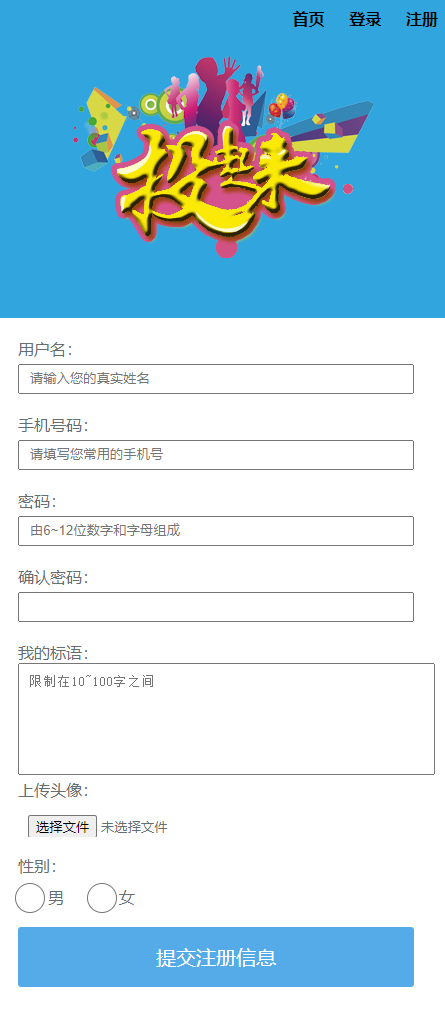 首页 登录 注册
投起来
用户名:
请输入您的真实姓名
手机号码:
请填写您常用的手机号
密码:
由6~12位数字和字母组成
确认密码:
我的标语:
限制在10~100字之间
上传头像:
选择文件 未选择文件
性别:
男 女
提交注册信息